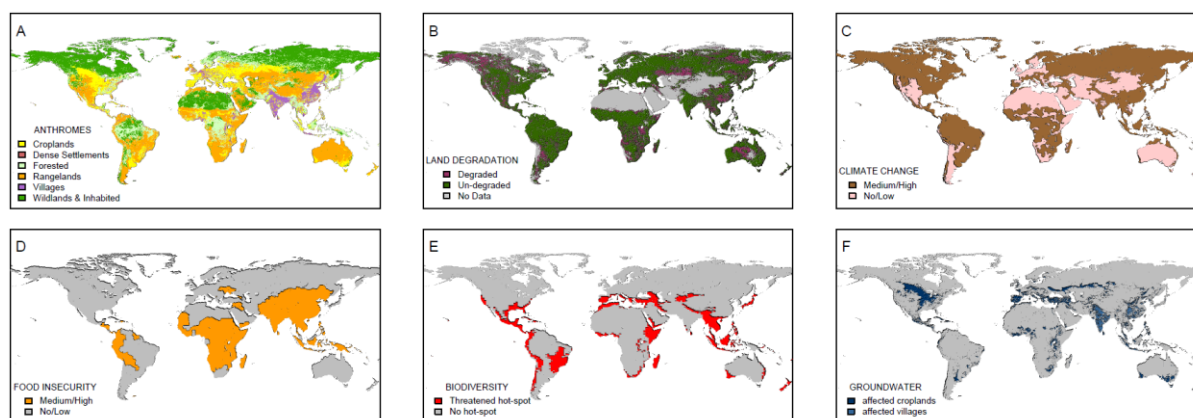 A
ANTHROMES
Croplands
Dense Settlements
Forested
Rangelands
Villages
Wildlands & Inhabited
B
LAND DEGRADATION
Degraded
Un-degraded
No Data
C
CLIMATE CHANGE
Medium/High
No/Low
D
FOOD INSECURITY
Medium/High
No/Low
E
BIODIVERSITY
Threatened hot-spot
No hot-spot
F
GROUNDWATER
affected croplands
affected villages